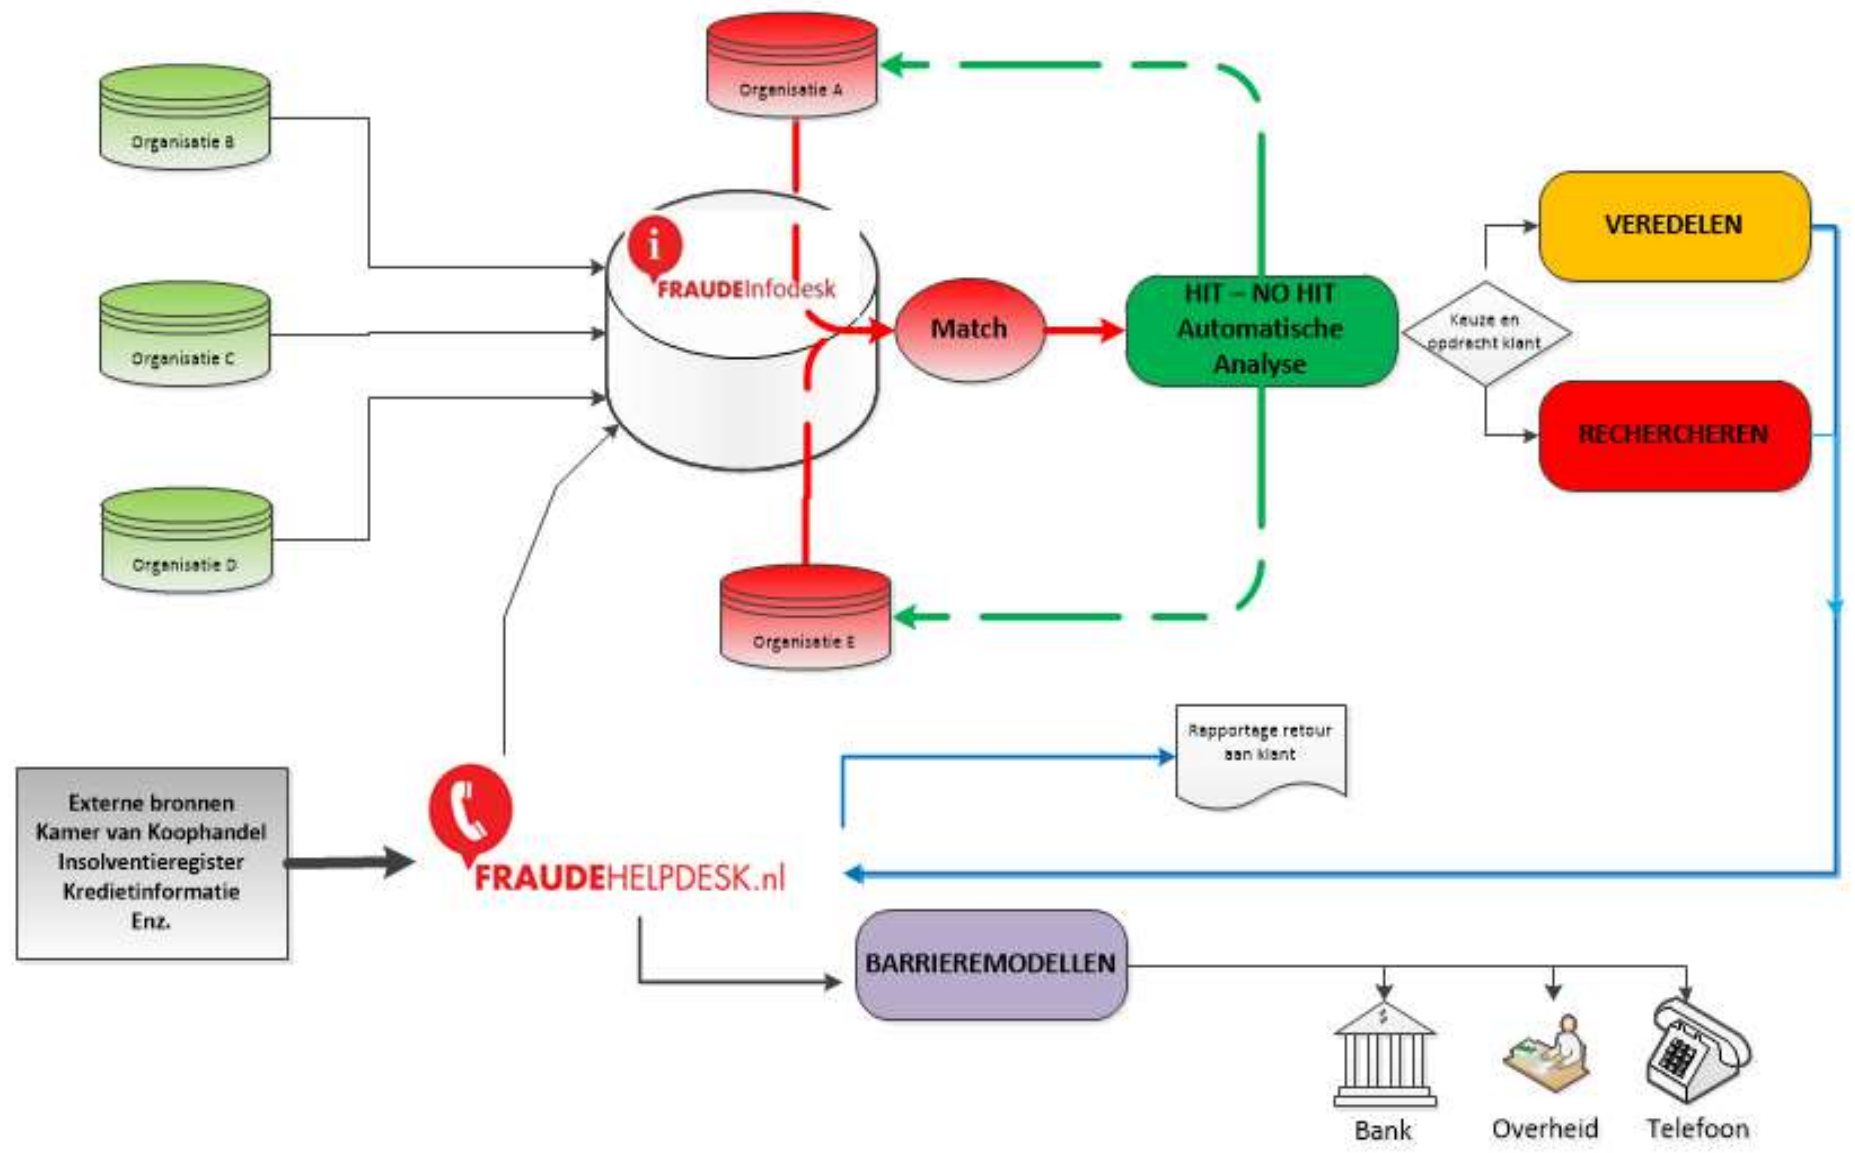 Organisatie A
Organisatie B
Organisatie C
Organisatie D
Organisatie E
i
FRAUDEInfodesk
Match
HIT – NO HIT
Automatische
Analyse
Keuze en
opdracht klant
VEREDELEN
RECHERCHEREN
Rapportage retour
aan klant
Externe bronnen
Kamer van Koophandel
Insolventieregister
Kredietinformatie
Enz.
FRAUDEHELPDESK.nl
BARRIEREMODELLEN
$
Bank
Overheid
Telefoon